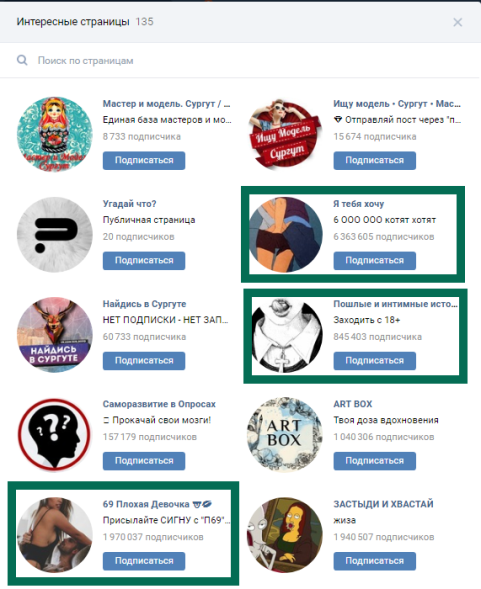 Интересные страницы 135
Поиск по страницам
Мастер и модель. Сургут / ...
Единая база мастеров и мо...
8 733 подписчика
Подписаться
Ищу модель • Сургут • Мас...
Отправляй пост через "п...
15 674 подписчика
Подписаться
Ищу Модель
Сургут
Угадай что?
Публичная страница
20 подписчиков
Подписаться
Я тебя хочу
6 ООО ООО котят хотят
6 363 605 подписчиков
Подписаться
Найдись в Сургуте
НЕТ ПОДПИСКИ - НЕТ ЗАП...
60 733 подписчика
Подписаться
НАЙДИСЬ
В СУРГУТЕ
Пошлые и интимные исто...
Заходить с 18+
845 403 подписчика
Подписаться
Саморазвитие в Опросах
Прокачай свои мозги!
157 179 подписчиков
Подписаться
???
ART BOX
Твоя доза вдохновения
1 040 306 подписчиков
Подписаться
ART
BOX
69 Плохая Девочка
Присылайте СИГНУ с "П69"...
1 970 037 подписчиков
Подписаться
ЗАСТЫДИ И ХВАСТАЙ
жиза
1 940 507 подписчиков
Подписаться